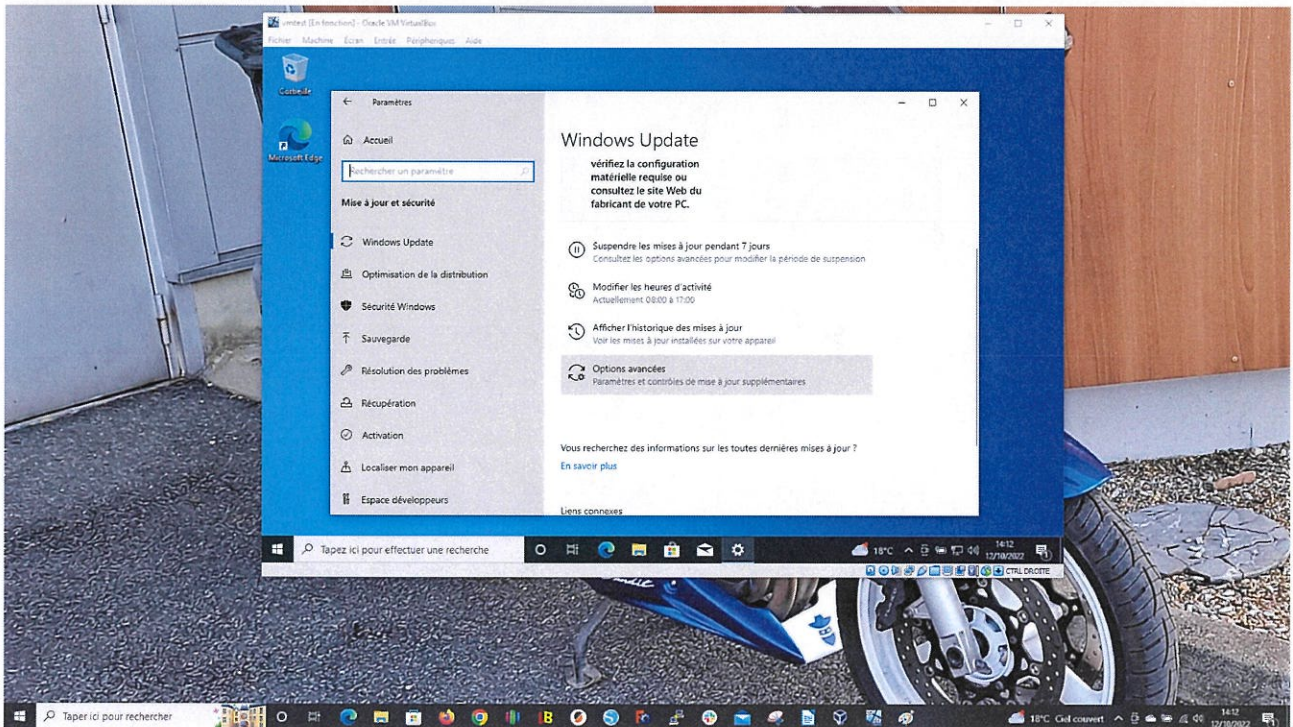 vmtest [En fonction] - Oracle VM VirtualBox
Fichier Machine Écran Entrée Périphériques Aide
Corbeille
Microsoft Edge
Paramètres
Accueil
Rechercher un paramètre
Mise à jour et sécurité
Windows Update
Optimisation de la distribution
Sécurité Windows
Sauvegarde
Résolution des problèmes
Récupération
Activation
Localiser mon appareil
Espace développeurs
Windows Update
vérifiez la configuration
matérielle requise ou
consultez le site Web du
fabricant de votre PC.
Suspendre les mises à jour pendant 7 jours
Consultez les options avancées pour modifier la période de suspension
Modifier les heures d'activité
Actuellement 08:00 à 17:00
Afficher l'historique des mises à jour
Voir les mises à jour installées sur votre appareil
Options avancées
Paramètres et contrôles de mise à jour supplémentaires
Vous recherchez des informations sur les toutes dernières mises à jour ?
En savoir plus
Liens connexes
Tapez ici pour effectuer une recherche
18°C
14:12
12/10/2022
CTRL DROITE
Taper ici pour rechercher
18°C Ciel couvert
14:12
12/10/2022